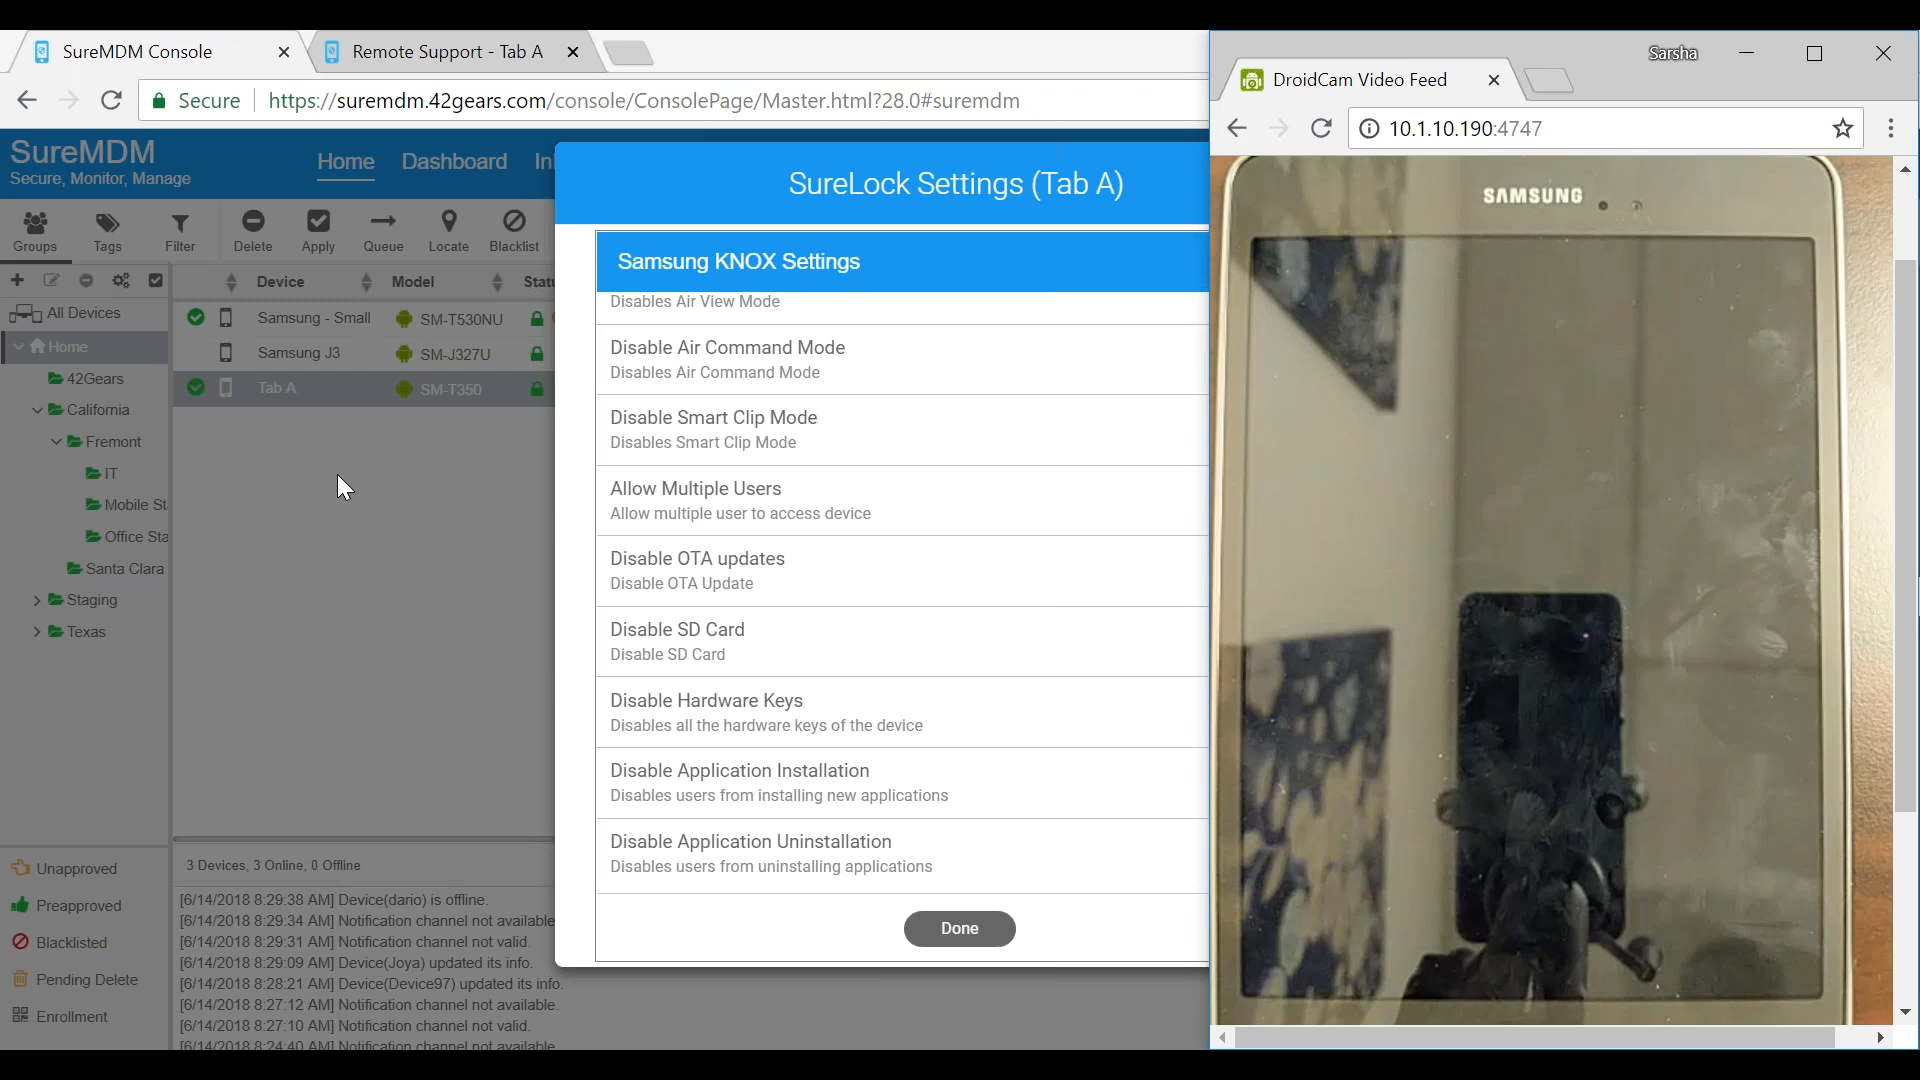 SureMDM Console
Remote Support - Tab A
Secure
https://suremdm.42gears.com/console/ConsolePage/Master.html?28.0#suremdm
SureMDM
Secure, Monitor, Manage
Home
Dashboard
Groups
Tags
Filter
Delete
Apply
Queue
Locate
Blacklist
Device
Model
All Devices
Home
42Gears
California
Fremont
IT
Mobile
Office
Santa Clara
Staging
Texas
Samsung - Small
SM-T530NU
Samsung J3
SM-J327U
Tab A
SM-T350
Unapproved
Preapproved
Blacklisted
Pending Delete
Enrollment
3 Devices, 3 Online, 0 Offline
[6/14/2018 8:29:38 AM] Device(dario) is offline.
[6/14/2018 8:29:34 AM] Notification channel not available
[6/14/2018 8:29:31 AM] Notification channel not valid.
[6/14/2018 8:29:09 AM] Device(Joya) updated its info.
[6/14/2018 8:28:21 AM] Device(Device97) updated its info.
[6/14/2018 8:27:12 AM] Notification channel not available.
[6/14/2018 8:27:10 AM] Notification channel not valid.
[6/14/2018 8:24:40 AM] Notification channel not available
SureLock Settings (Tab A)
Samsung KNOX Settings
Disables Air View Mode
Disable Air Command Mode
Disables Air Command Mode
Disable Smart Clip Mode
Disables Smart Clip Mode
Allow Multiple Users
Allow multiple user to access device
Disable OTA updates
Disable OTA Update
Disable SD Card
Disable SD Card
Disable Hardware Keys
Disables all the hardware keys of the device
Disable Application Installation
Disables users from installing new applications
Disable Application Uninstallation
Disables users from uninstalling applications
Done
Sarsha
DroidCam Video Feed
10.1.10.190:4747
SAMSUNG